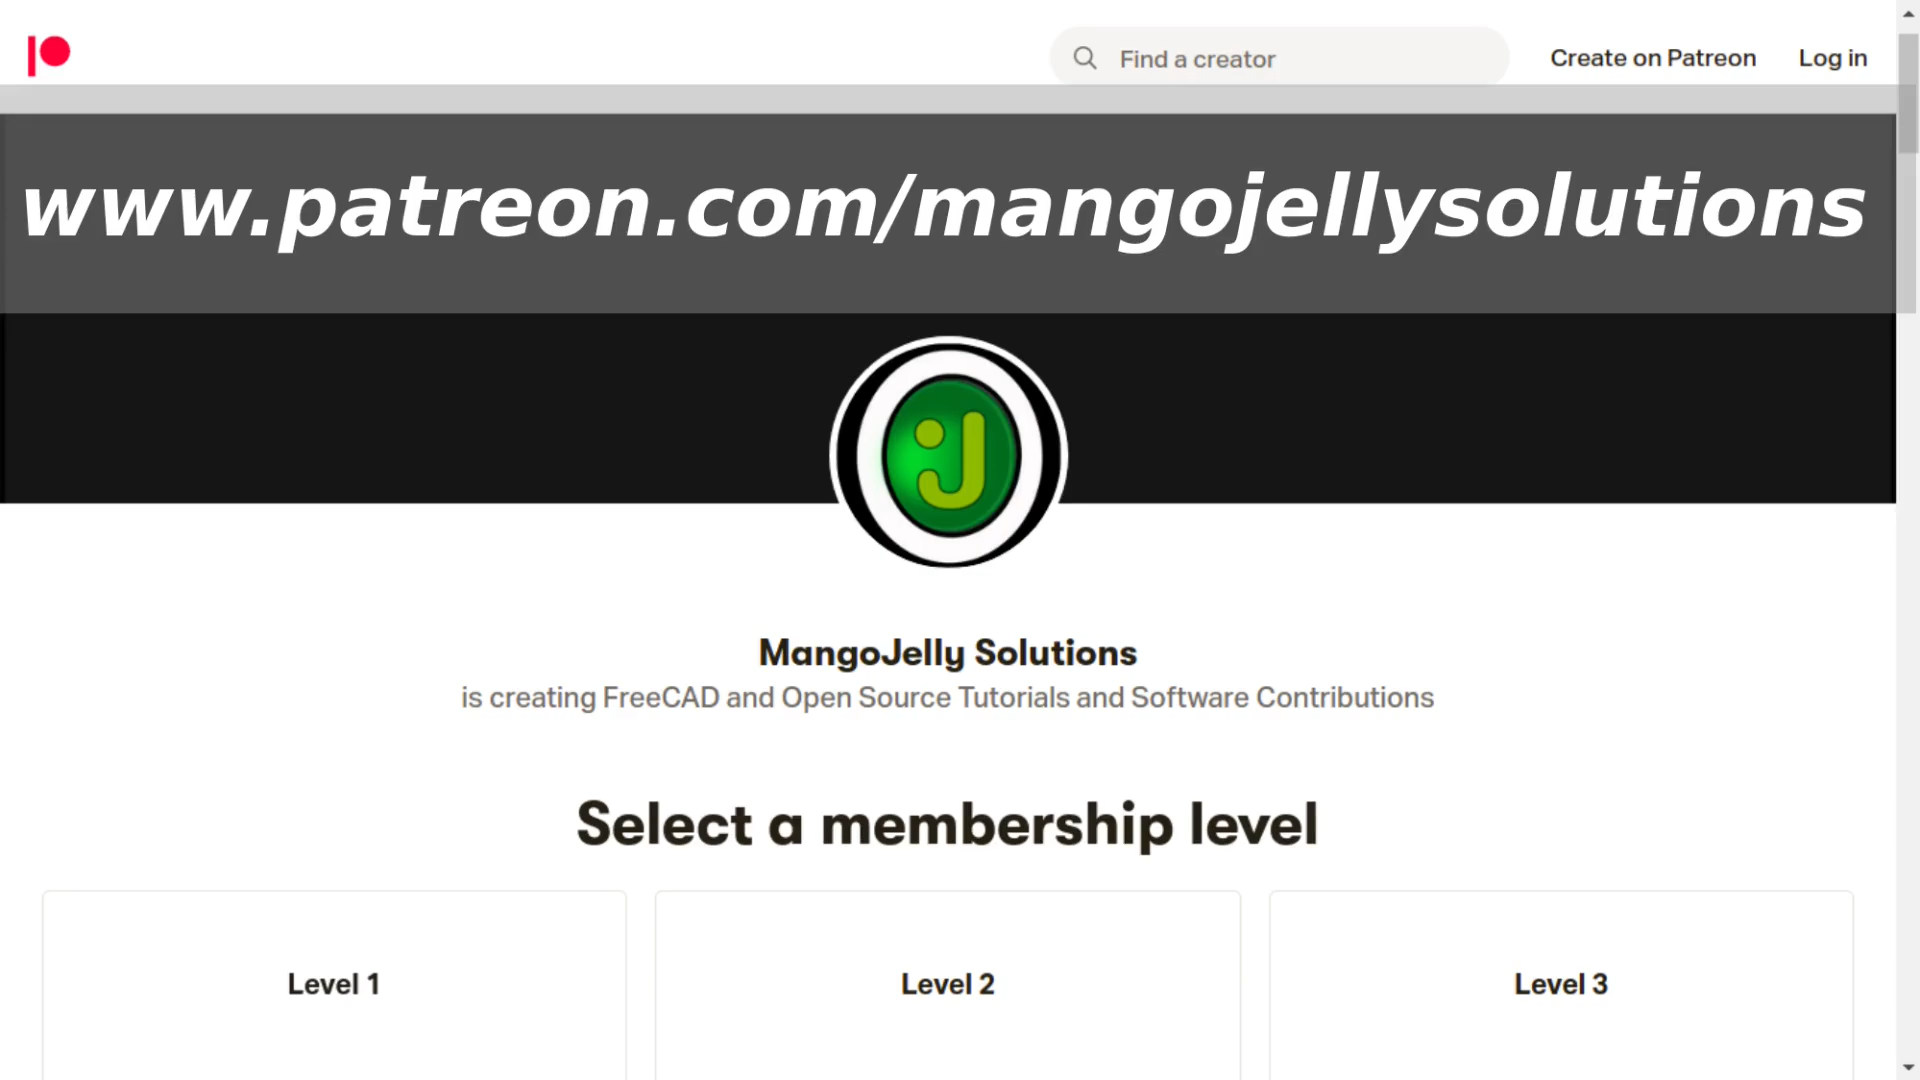 Find a creator
Create on Patreon
Log in
www.patreon.com/mangojellysolutions
MangoJelly Solutions
is creating FreeCAD and Open Source Tutorials and Software Contributions
Select a membership level
Level 1
Level 2
Level 3